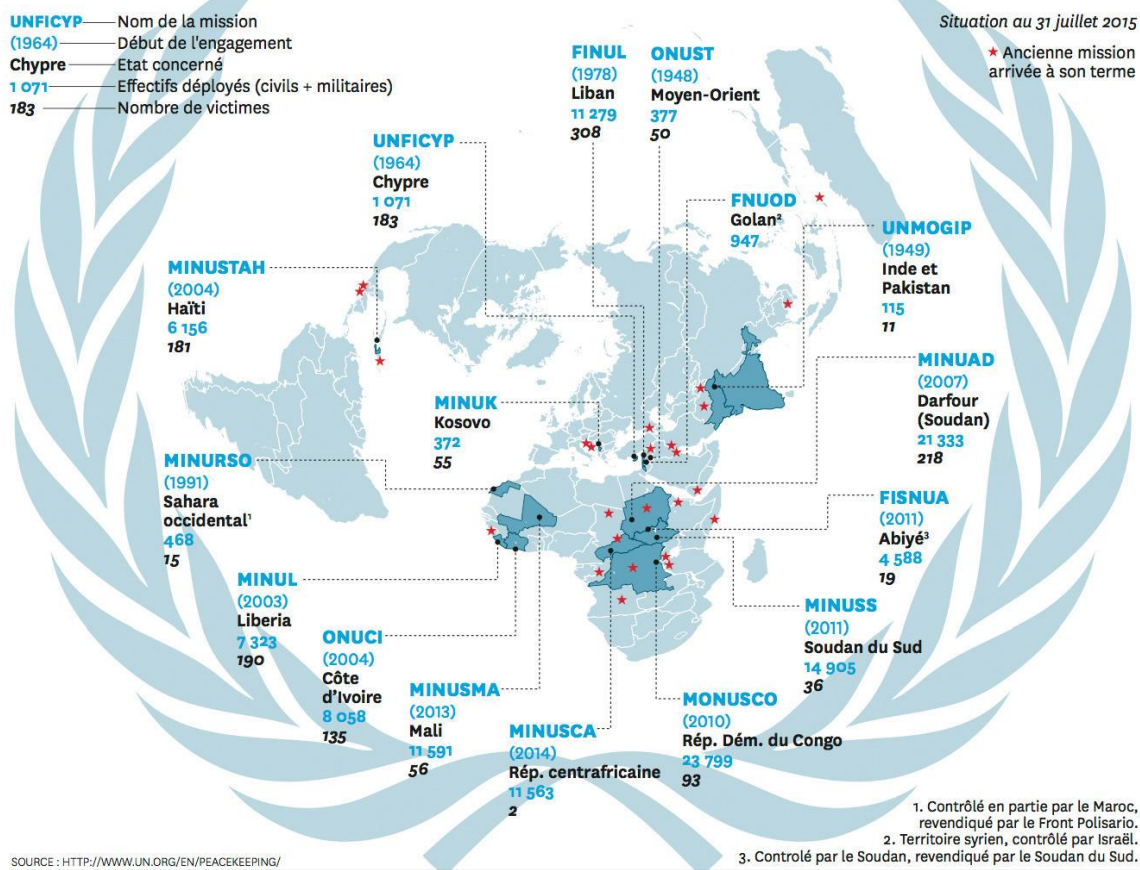 UNFICYP Nom de la mission
(1964) Début de l'engagement
Chypre Etat concerné
1 071 Effectifs déployés (civils + militaires)
183 Nombre de victimes
Situation au 31 juillet 2015
Ancienne mission
arrivée à son terme
FINUL
(1978)
Liban
11 279
308
ONUST
(1948)
Moyen-Orient
377
50
UNFICYP
(1964)
Chypre
1 071
183
FNUOD
Golan²
947
UNMOGIP
(1949)
Inde et
Pakistan
115
11
MINUSTAH
(2004)
Haïti
6 156
181
MINUAD
(2007)
Darfour
(Soudan)
21 333
218
MINUK
Kosovo
372
55
MINURSO
(1991)
Sahara
occidental¹
468
15
FISNUA
(2011)
Abiyé³
4 588
19
MINUL
(2003)
Liberia
7 323
190
MINUSS
(2011)
Soudan du Sud
14 905
36
ONUCI
(2004)
Côte
d'Ivoire
8 058
135
MINUSMA
(2013)
Mali
11 591
56
MINUSCA
(2014)
Rép. centrafricaine
11 563
2
MONUSCO
(2010)
Rép. Dém. du Congo
23 799
93
1. Contrôlé en partie par le Maroc,
revendiqué par le Front Polisario.
2. Territoire syrien, contrôlé par Israël.
3. Controlé par le Soudan, revendiqué par le Soudan du Sud.
SOURCE : HTTP://WWW.UN.ORG/EN/PEACEKEEPING/